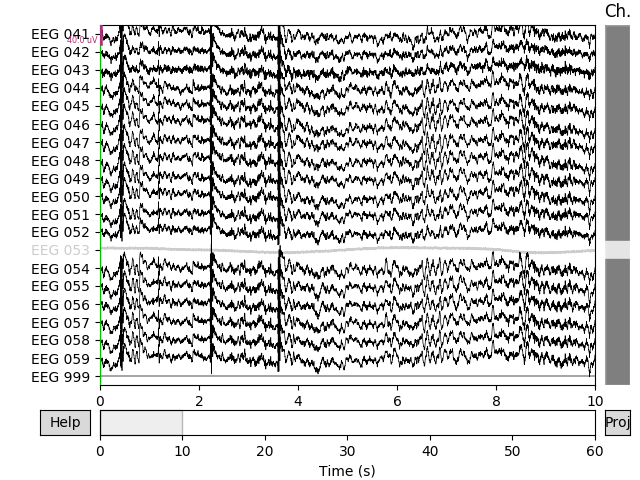 Ch.
EEG 041
40.0 uV
EEG 042
EEG 043
EEG 044
EEG 045
EEG 046
EEG 047
EEG 048
EEG 049
EEG 050
EEG 051
EEG 052
EEG 053
EEG 054
EEG 055
EEG 056
EEG 057
EEG 058
EEG 059
EEG 999
0 2 4 6 8 10
Help
Proj
0 10 20 30 40 50 60
Time (s)